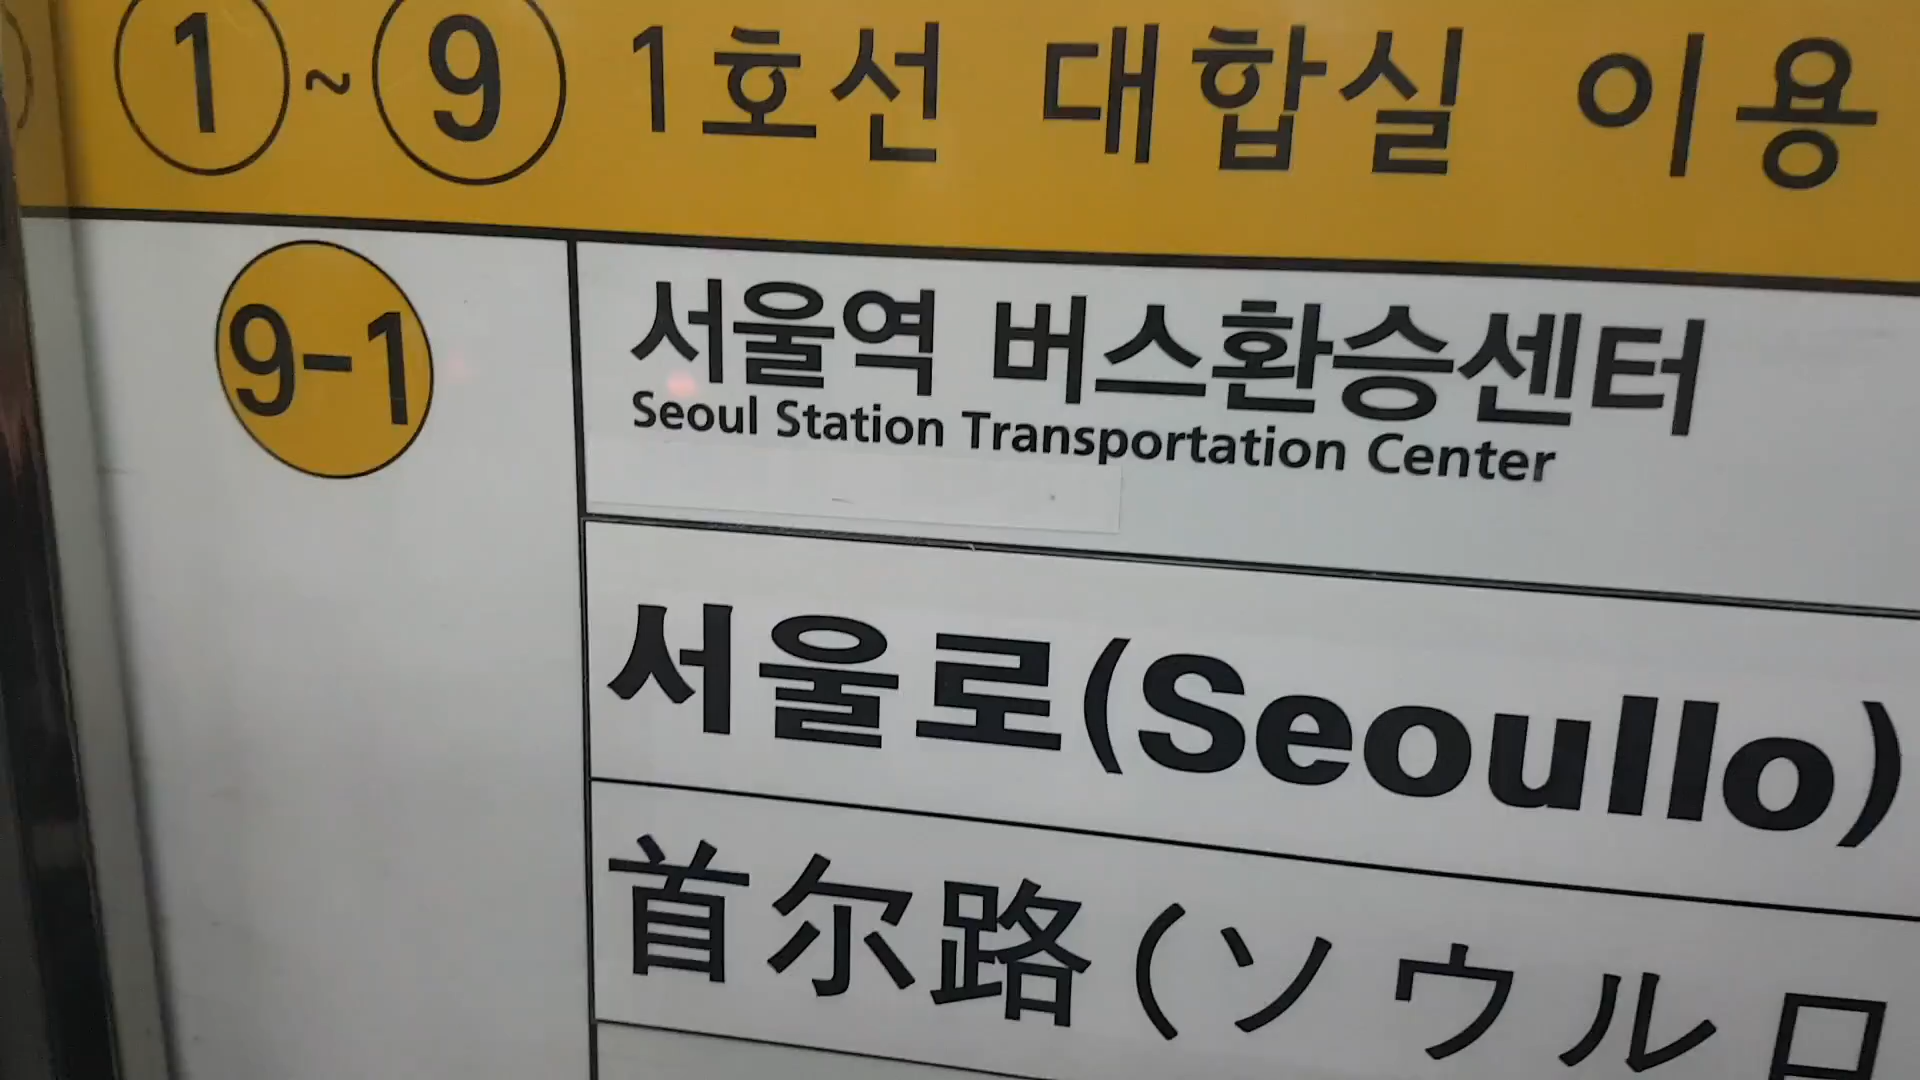 ① ~ ⑨ 1호선 대합실 이용
9-1
서울역 버스환승센터
Seoul Station Transportation Center
서울로(Seoullo)
首尔路(ソウルロ